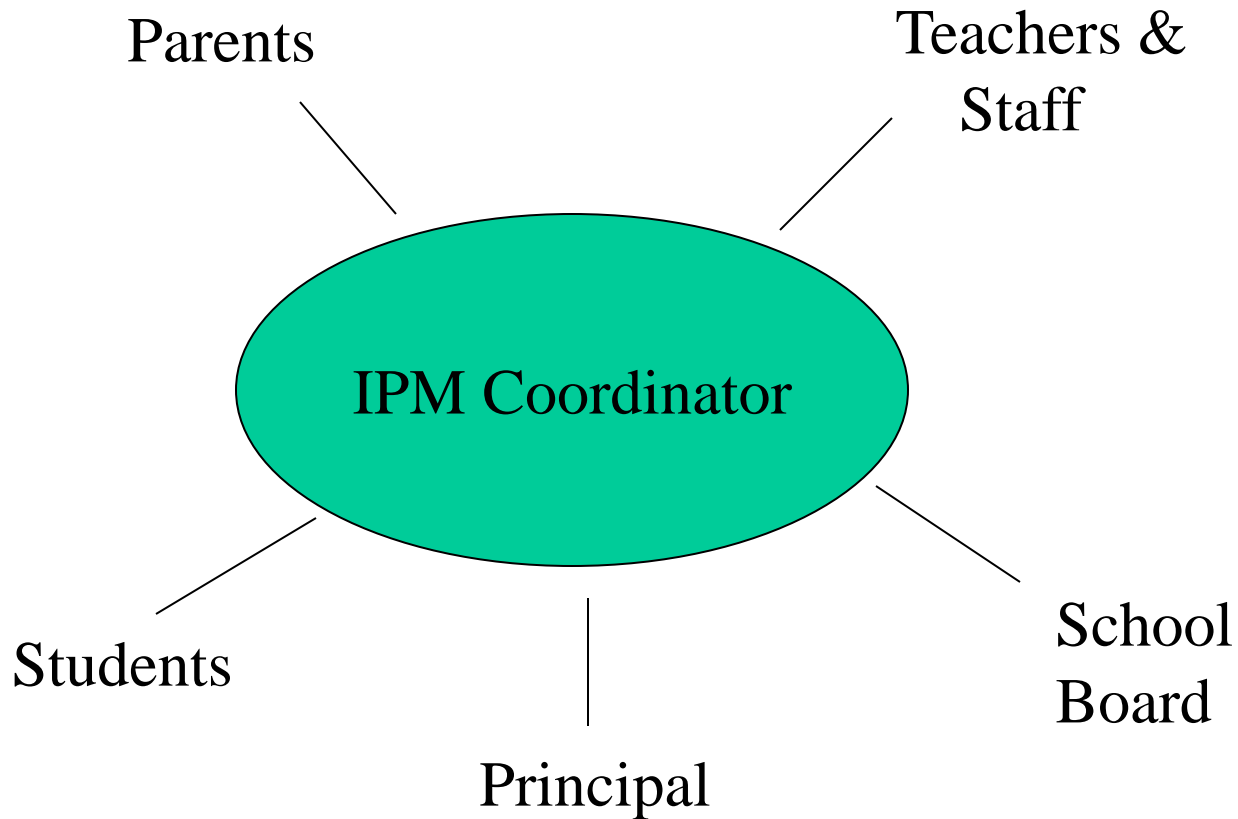 Parents
Teachers &
Staff
IPM Coordinator
Students
School
Board
Principal